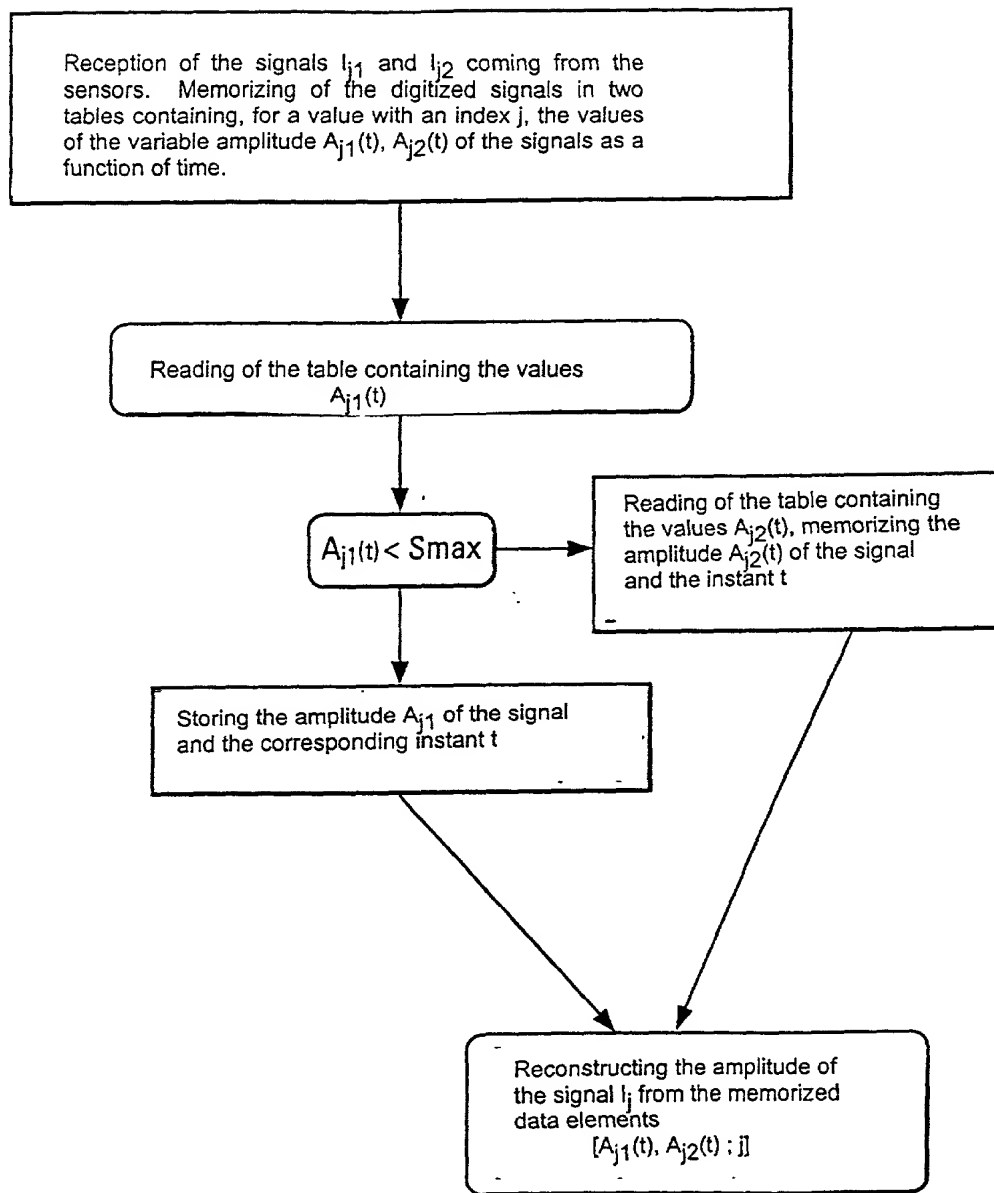 Reception of the signals Ij1 and Ij2 coming from the
sensors. Memorizing of the digitized signals in two
tables containing, for a value with an index j, the values
of the variable amplitude Aj1(t), Aj2(t) of the signals as a
function of time.
Reading of the table containing the values
Aj1(t)
Aj1(t) < Smax
Reading of the table containing
the values Aj2(t), memorizing the
amplitude Aj2(t) of the signal
and the instant t
Storing the amplitude Aj1 of the signal
and the corresponding instant t
Reconstructing the amplitude of
the signal Ij from the memorized
data elements
[Aj1(t), Aj2(t) ; j]